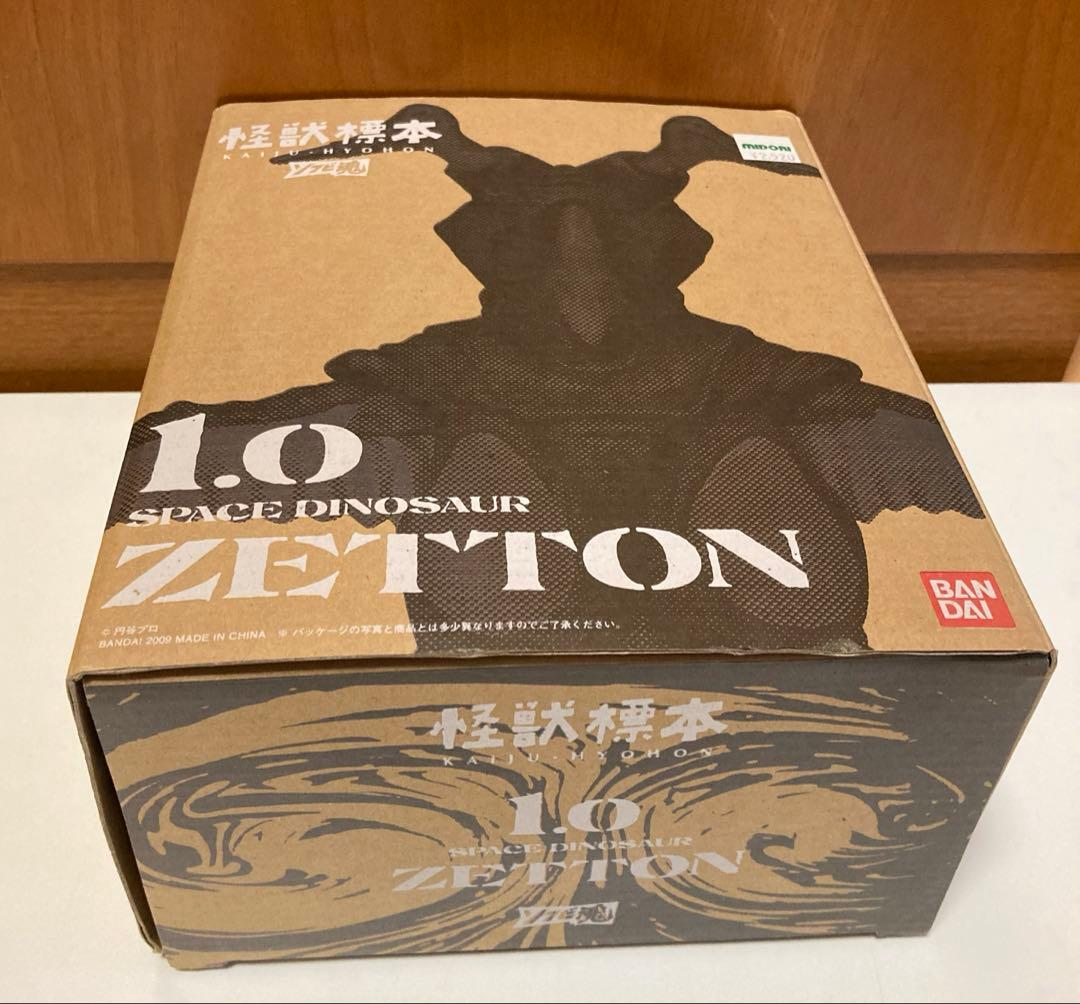 怪獣標本
KAIJU・HYOHON
ソフビ魂
MIDORI
1.0
SPACE DINOSAUR
ZETTON
© 円谷プロ
BANDAI 2009 MADE IN CHINA ※ パッケージの写真と商品とは多少異なりますのでご了承ください。
BAN
DAI
怪獣標本
KAIJU・HYOHON
1.0
SPACE DINOSAUR
ZETTON
ソフビ魂